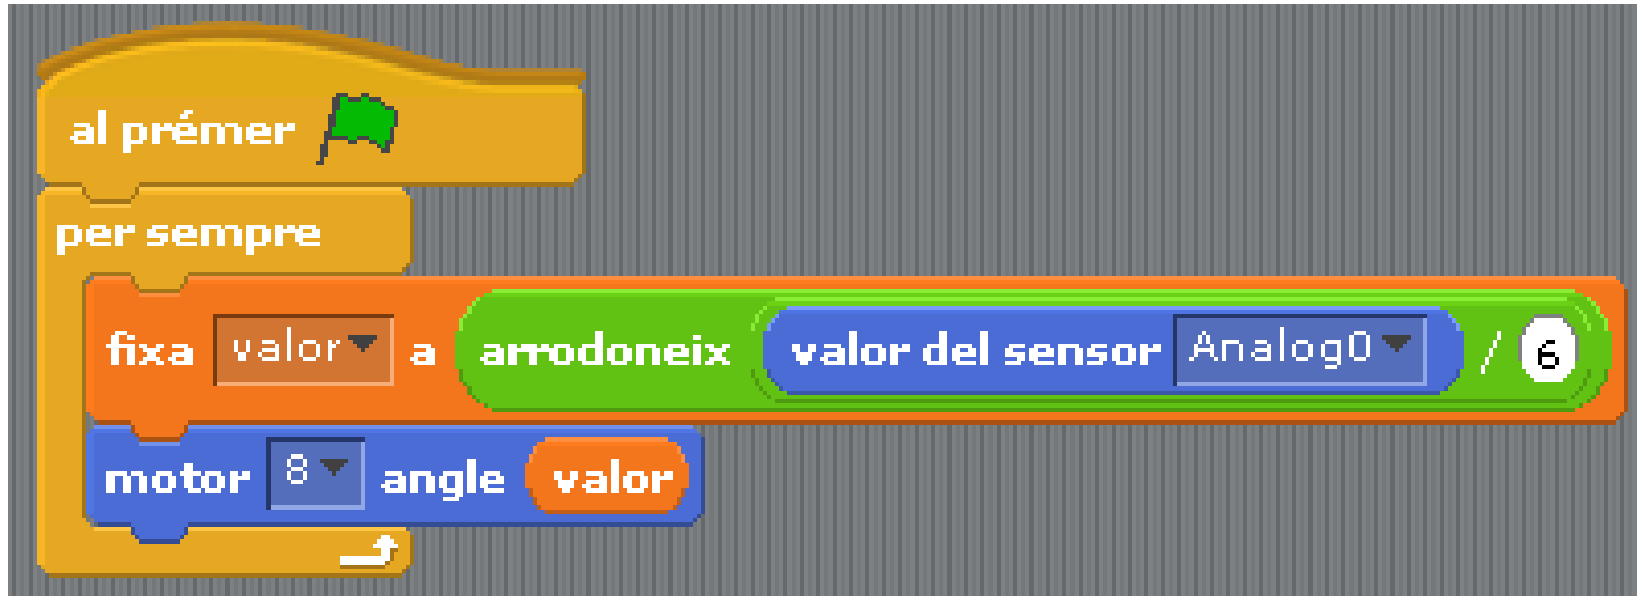 al prémer
per sempre
fixa valor a arrodoneix valor del sensor Analog0 / 6
motor 8 angle valor